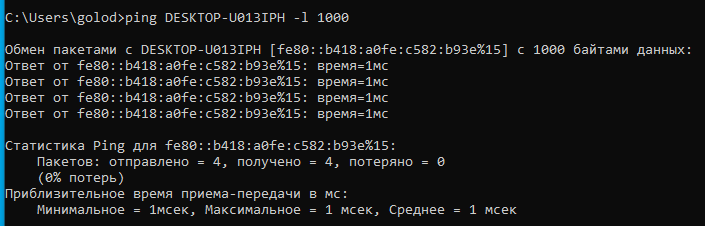 C:\Users\golod>ping DESKTOP-U013IPH -l 1000
Обмен пакетами с DESKTOP-U013IPH [fe80::b418:a0fe:c582:b93e%15] с 1000 байтами данных:
Ответ от fe80::b418:a0fe:c582:b93e%15: время=1мс
Ответ от fe80::b418:a0fe:c582:b93e%15: время=1мс
Ответ от fe80::b418:a0fe:c582:b93e%15: время=1мс
Ответ от fe80::b418:a0fe:c582:b93e%15: время=1мс
Статистика Ping для fe80::b418:a0fe:c582:b93e%15:
Пакетов: отправлено = 4, получено = 4, потеряно = 0
(0% потерь)
Приблизительное время приема-передачи в мс:
Минимальное = 1мсек, Максимальное = 1 мсек, Среднее = 1 мсек